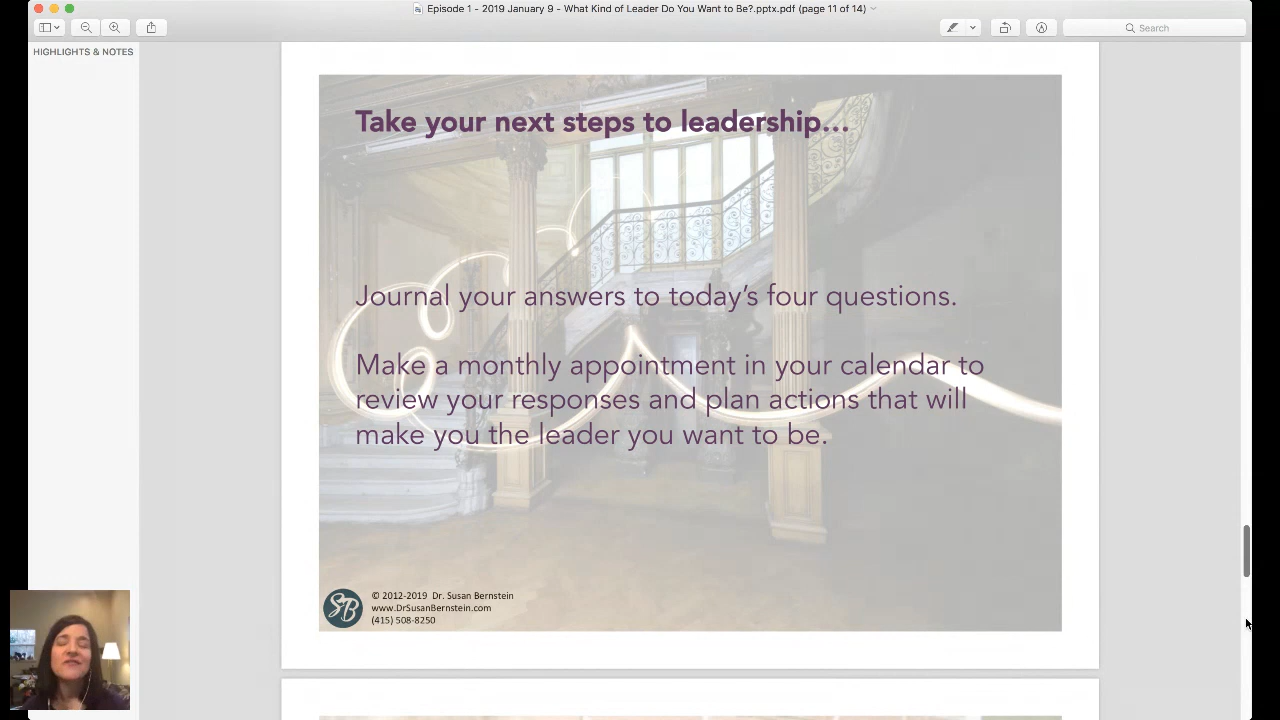 Episode 1 - 2019 January 9 - What Kind of Leader Do You Want to Be?.pptx.pdf (page 11 of 14)
Search
HIGHLIGHTS & NOTES
Take your next steps to leadership...
Journal your answers to today's four questions.
Make a monthly appointment in your calendar to
review your responses and plan actions that will
make you the leader you want to be.
SB
© 2012-2019 Dr. Susan Bernstein
www.DrSusanBernstein.com
(415) 508-8250